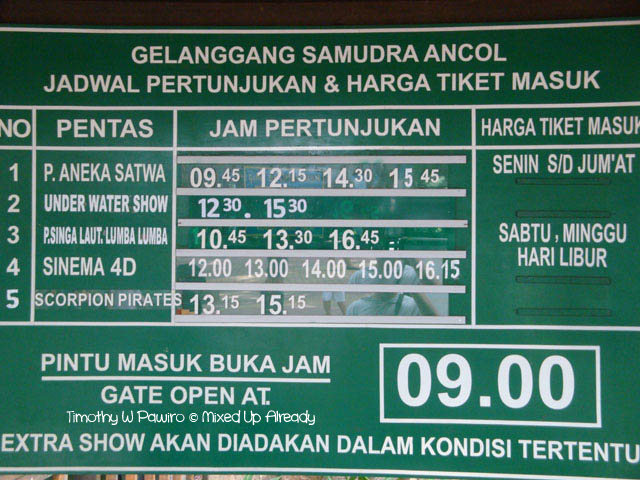 GELANGGANG SAMUDRA ANCOL
JADWAL PERTUNJUKAN & HARGA TIKET MASUK
NO PENTAS JAM PERTUNJUKAN HARGA TIKET MASUK
1 P. ANEKA SATWA 09.45 12.15 14.30 15 45
2 UNDER WATER SHOW 12 30 . 15 30
3 P.SINGA LAUT. LUMBA LUMBA 10.45 .13.30 .16.45 .
4 SINEMA 4D 12.00 13.00 14.00 15.00 16.15
5 SCORPION PIRATES 13.15 15.15
SENIN S/D JUM'AT
SABTU , MINGGU
HARI LIBUR
PINTU MASUK BUKA JAM
GATE OPEN AT.
09.00
Timothy W Pawiro © Mixed Up Already
EXTRA SHOW AKAN DIADAKAN DALAM KONDISI TERTENTU